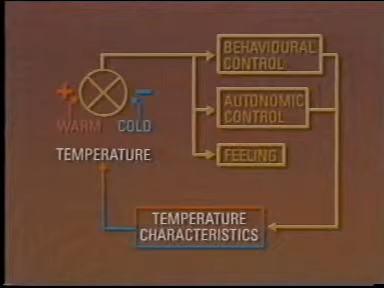 BEHAVIOURAL
CONTROL
+ -
WARM COLD
AUTONOMIC
CONTROL
TEMPERATURE
FEELING
TEMPERATURE
CHARACTERISTICS